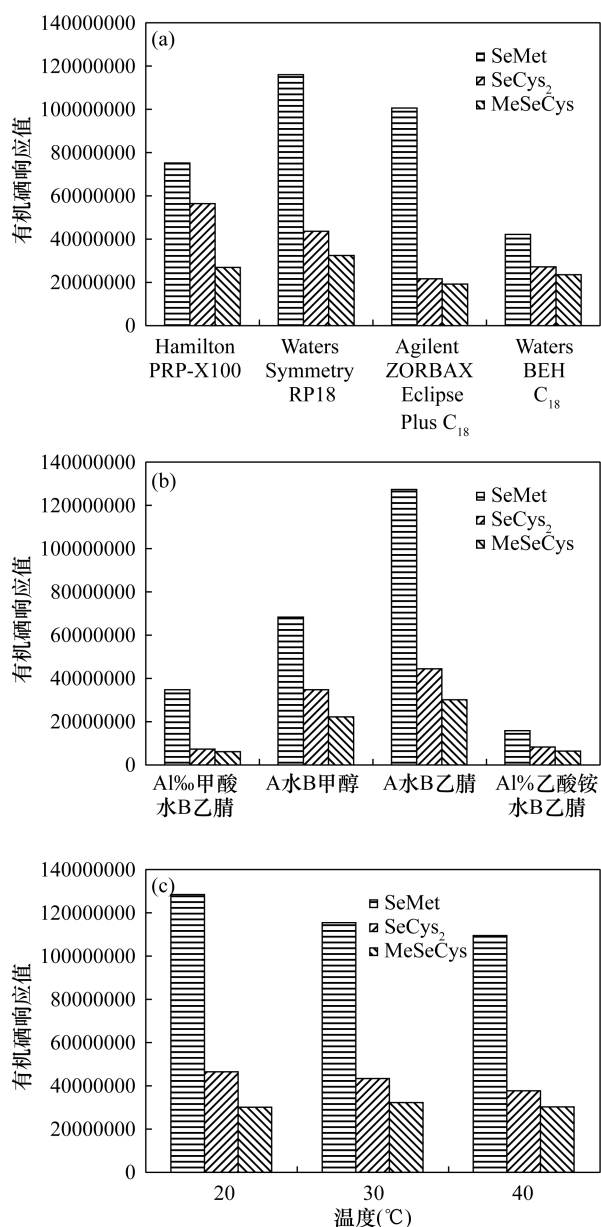 (a)
140000000
120000000
100000000
80000000
60000000
40000000
20000000
0
有机硒响应值
SeMet
SeCys₂
MeSeCys
Hamilton
PRP-X100
Waters
Symmetry
RP18
Agilent
ZORBAX
Eclipse
Plus C₁₈
Waters
BEH
C₁₈
(b)
140000000
120000000
100000000
80000000
60000000
40000000
20000000
0
有机硒响应值
SeMet
SeCys₂
MeSeCys
Al‰甲酸
水B乙腈
A水B甲醇
A水B乙腈
Al%乙酸铵
水B乙腈
(c)
140000000
120000000
100000000
80000000
60000000
40000000
20000000
0
有机硒响应值
SeMet
SeCys₂
MeSeCys
20
30
40
温度(℃)